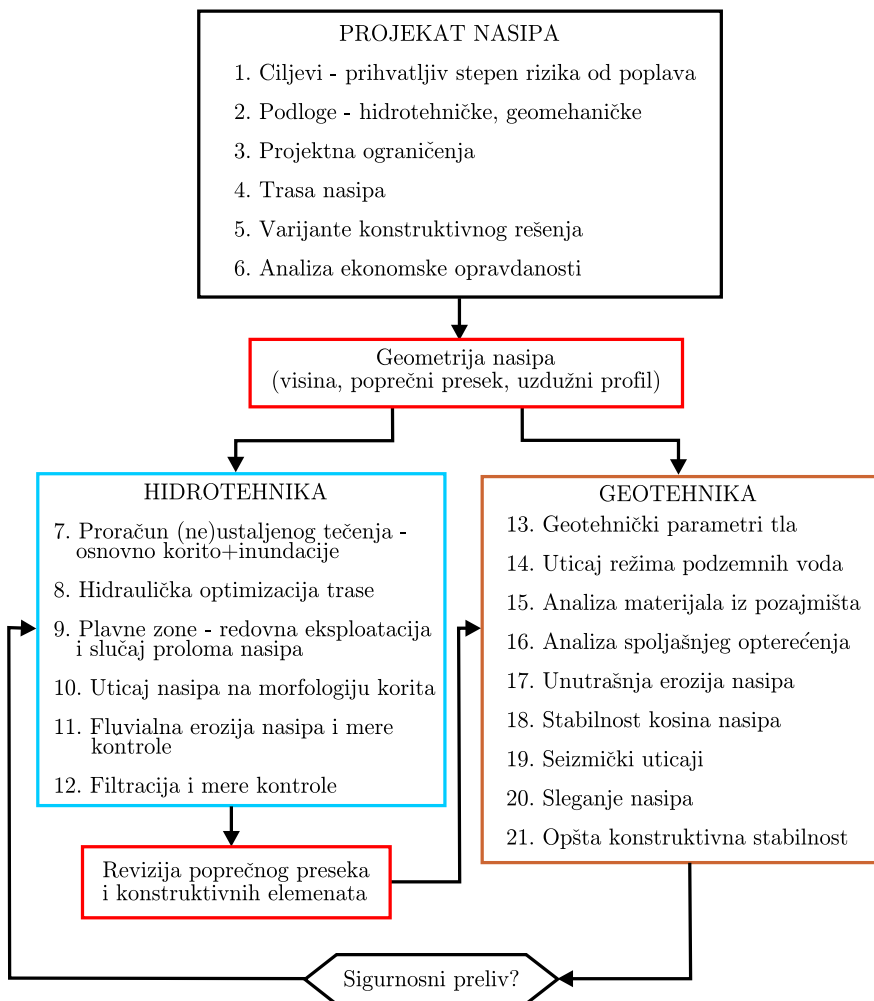 PROJEKAT NASIPA
1. Ciljevi - prihvatljiv stepen rizika od poplava
2. Podloge - hidrotehničke, geomehaničke
3. Projektna ograničenja
4. Trasa nasipa
5. Varijante konstruktivnog rešenja
6. Analiza ekonomske opravdanosti
Geometrija nasipa
(visina, poprečni presek, uzdužni profil)
HIDROTEHNIKA
7. Proračun (ne)ustaljenog tečenja -
osnovno korito+inundacije
8. Hidraulička optimizacija trase
9. Plavne zone - redovna eksploatacija
i slučaj proloma nasipa
10. Uticaj nasipa na morfologiju korita
11. Fluvialna erozija nasipa i mere
kontrole
12. Filtracija i mere kontrole
Revizija poprečnog preseka
i konstruktivnih elemenata
GEOTEHNIKA
13. Geotehnički parametri tla
14. Uticaj režima podzemnih voda
15. Analiza materijala iz pozajmišta
16. Analiza spoljašnjeg opterećenja
17. Unutrašnja erozija nasipa
18. Stabilnost kosina nasipa
19. Seizmički uticaji
20. Sleganje nasipa
21. Opšta konstruktivna stabilnost
Sigurnosni preliv?